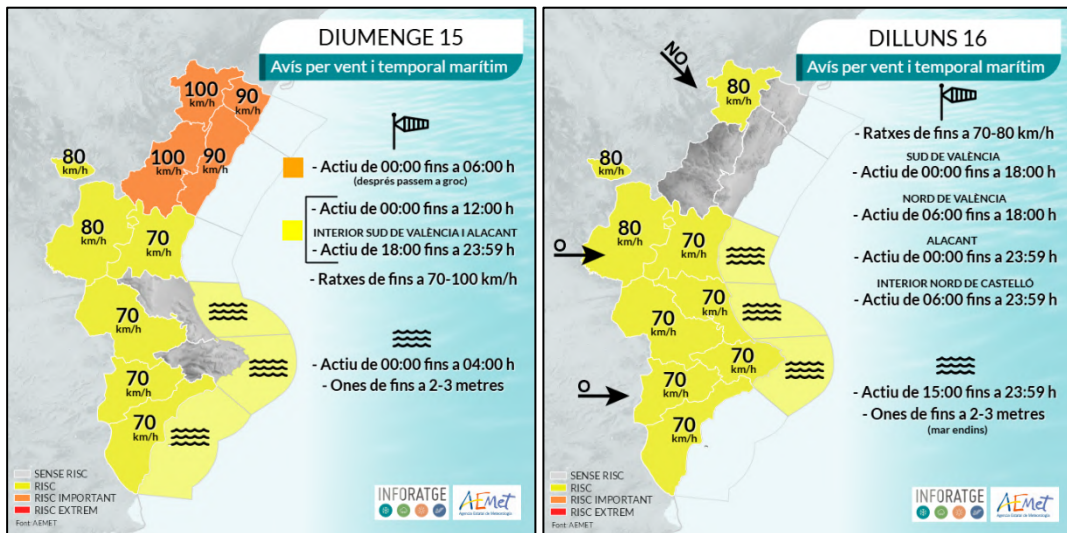 DIUMENGE 15
Avís per vent i temporal marítim
100
km/h
90
km/h
100
km/h
90
km/h
80
km/h
80
km/h
70
km/h
70
km/h
70
km/h
70
km/h
- Actiu de 00:00 fins a 06:00 h
(després passem a groc)
- Actiu de 00:00 fins a 12:00 h
INTERIOR SUD DE VALÈNCIA I ALACANT
- Actiu de 18:00 fins a 23:59 h
- Ratxes de fins a 70-100 km/h
- Actiu de 00:00 fins a 04:00 h
- Ones de fins a 2-3 metres
SENSE RISC
RISC
RISC IMPORTANT
RISC EXTREM
Font: AEMET
INFORATGE
AEmet
Agencia Estatal de Meteorología
DILLUNS 16
Avís per vent i temporal marítim
NO
80
km/h
80
km/h
O
80
km/h
70
km/h
70
km/h
70
km/h
70
km/h
O
70
km/h
70
km/h
- Ratxes de fins a 70-80 km/h
SUD DE VALÈNCIA
- Actiu de 00:00 fins a 18:00 h
NORD DE VALÈNCIA
- Actiu de 06:00 fins a 18:00 h
ALACANT
- Actiu de 00:00 fins a 23:59 h
INTERIOR NORD DE CASTELLÓ
- Actiu de 06:00 fins a 23:59 h
- Actiu de 15:00 fins a 23:59 h
- Ones de fins a 2-3 metres
(mar endins)
SENSE RISC
RISC
RISC IMPORTANT
RISC EXTREM
Font: AEMET
INFORATGE
AEmet
Agencia Estatal de Meteorología